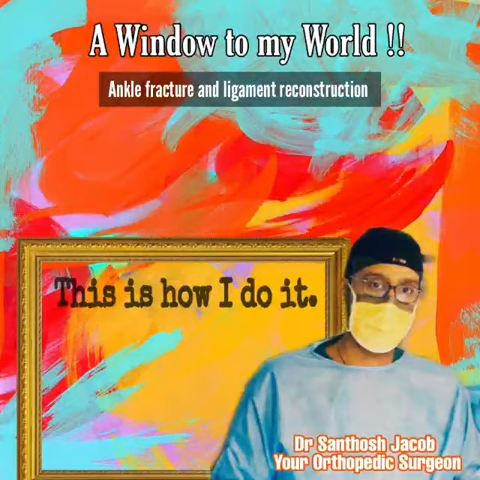 A Window to my World !!
Ankle fracture and ligament reconstruction
This is how I do it.
Dr Santhosh Jacob
Your Orthopedic Surgeon